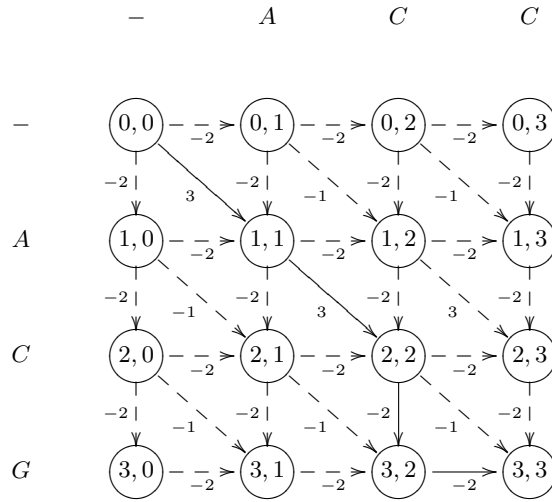 − A C C
− 0, 0 −2 0, 1 −2 0, 2 −2 0, 3
−2 3 −2 −1 −2 −1 −2
A 1, 0 −2 1, 1 −2 1, 2 −2 1, 3
−2 −1 −2 3 −2 3 −2
C 2, 0 −2 2, 1 −2 2, 2 −2 2, 3
−2 −1 −2 −1 −2 −1 −2
G 3, 0 −2 3, 1 −2 3, 2 −2 3, 3